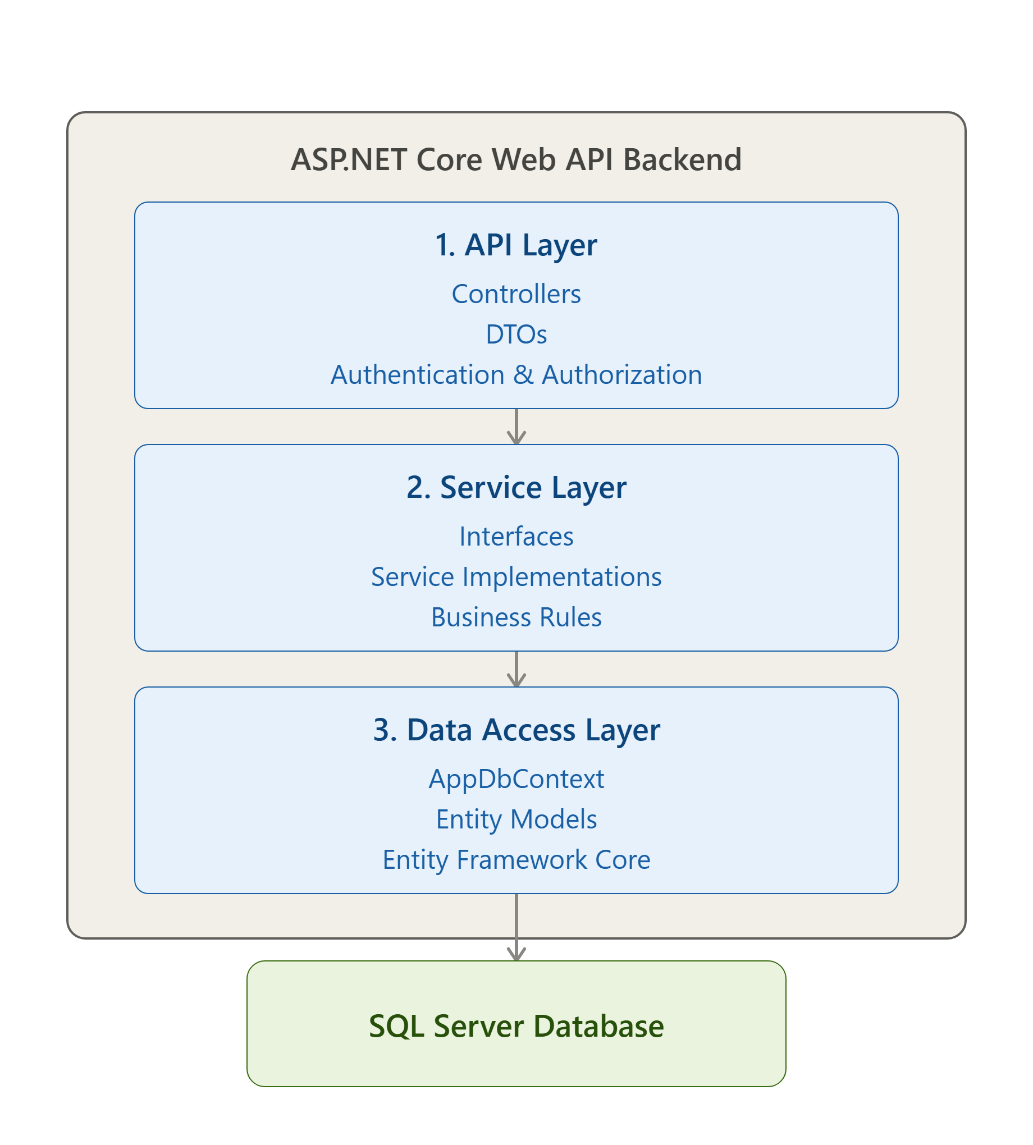 ASP.NET Core Web API Backend
1. API Layer
Controllers
DTOs
Authentication & Authorization
2. Service Layer
Interfaces
Service Implementations
Business Rules
3. Data Access Layer
AppDbContext
Entity Models
Entity Framework Core
SQL Server Database